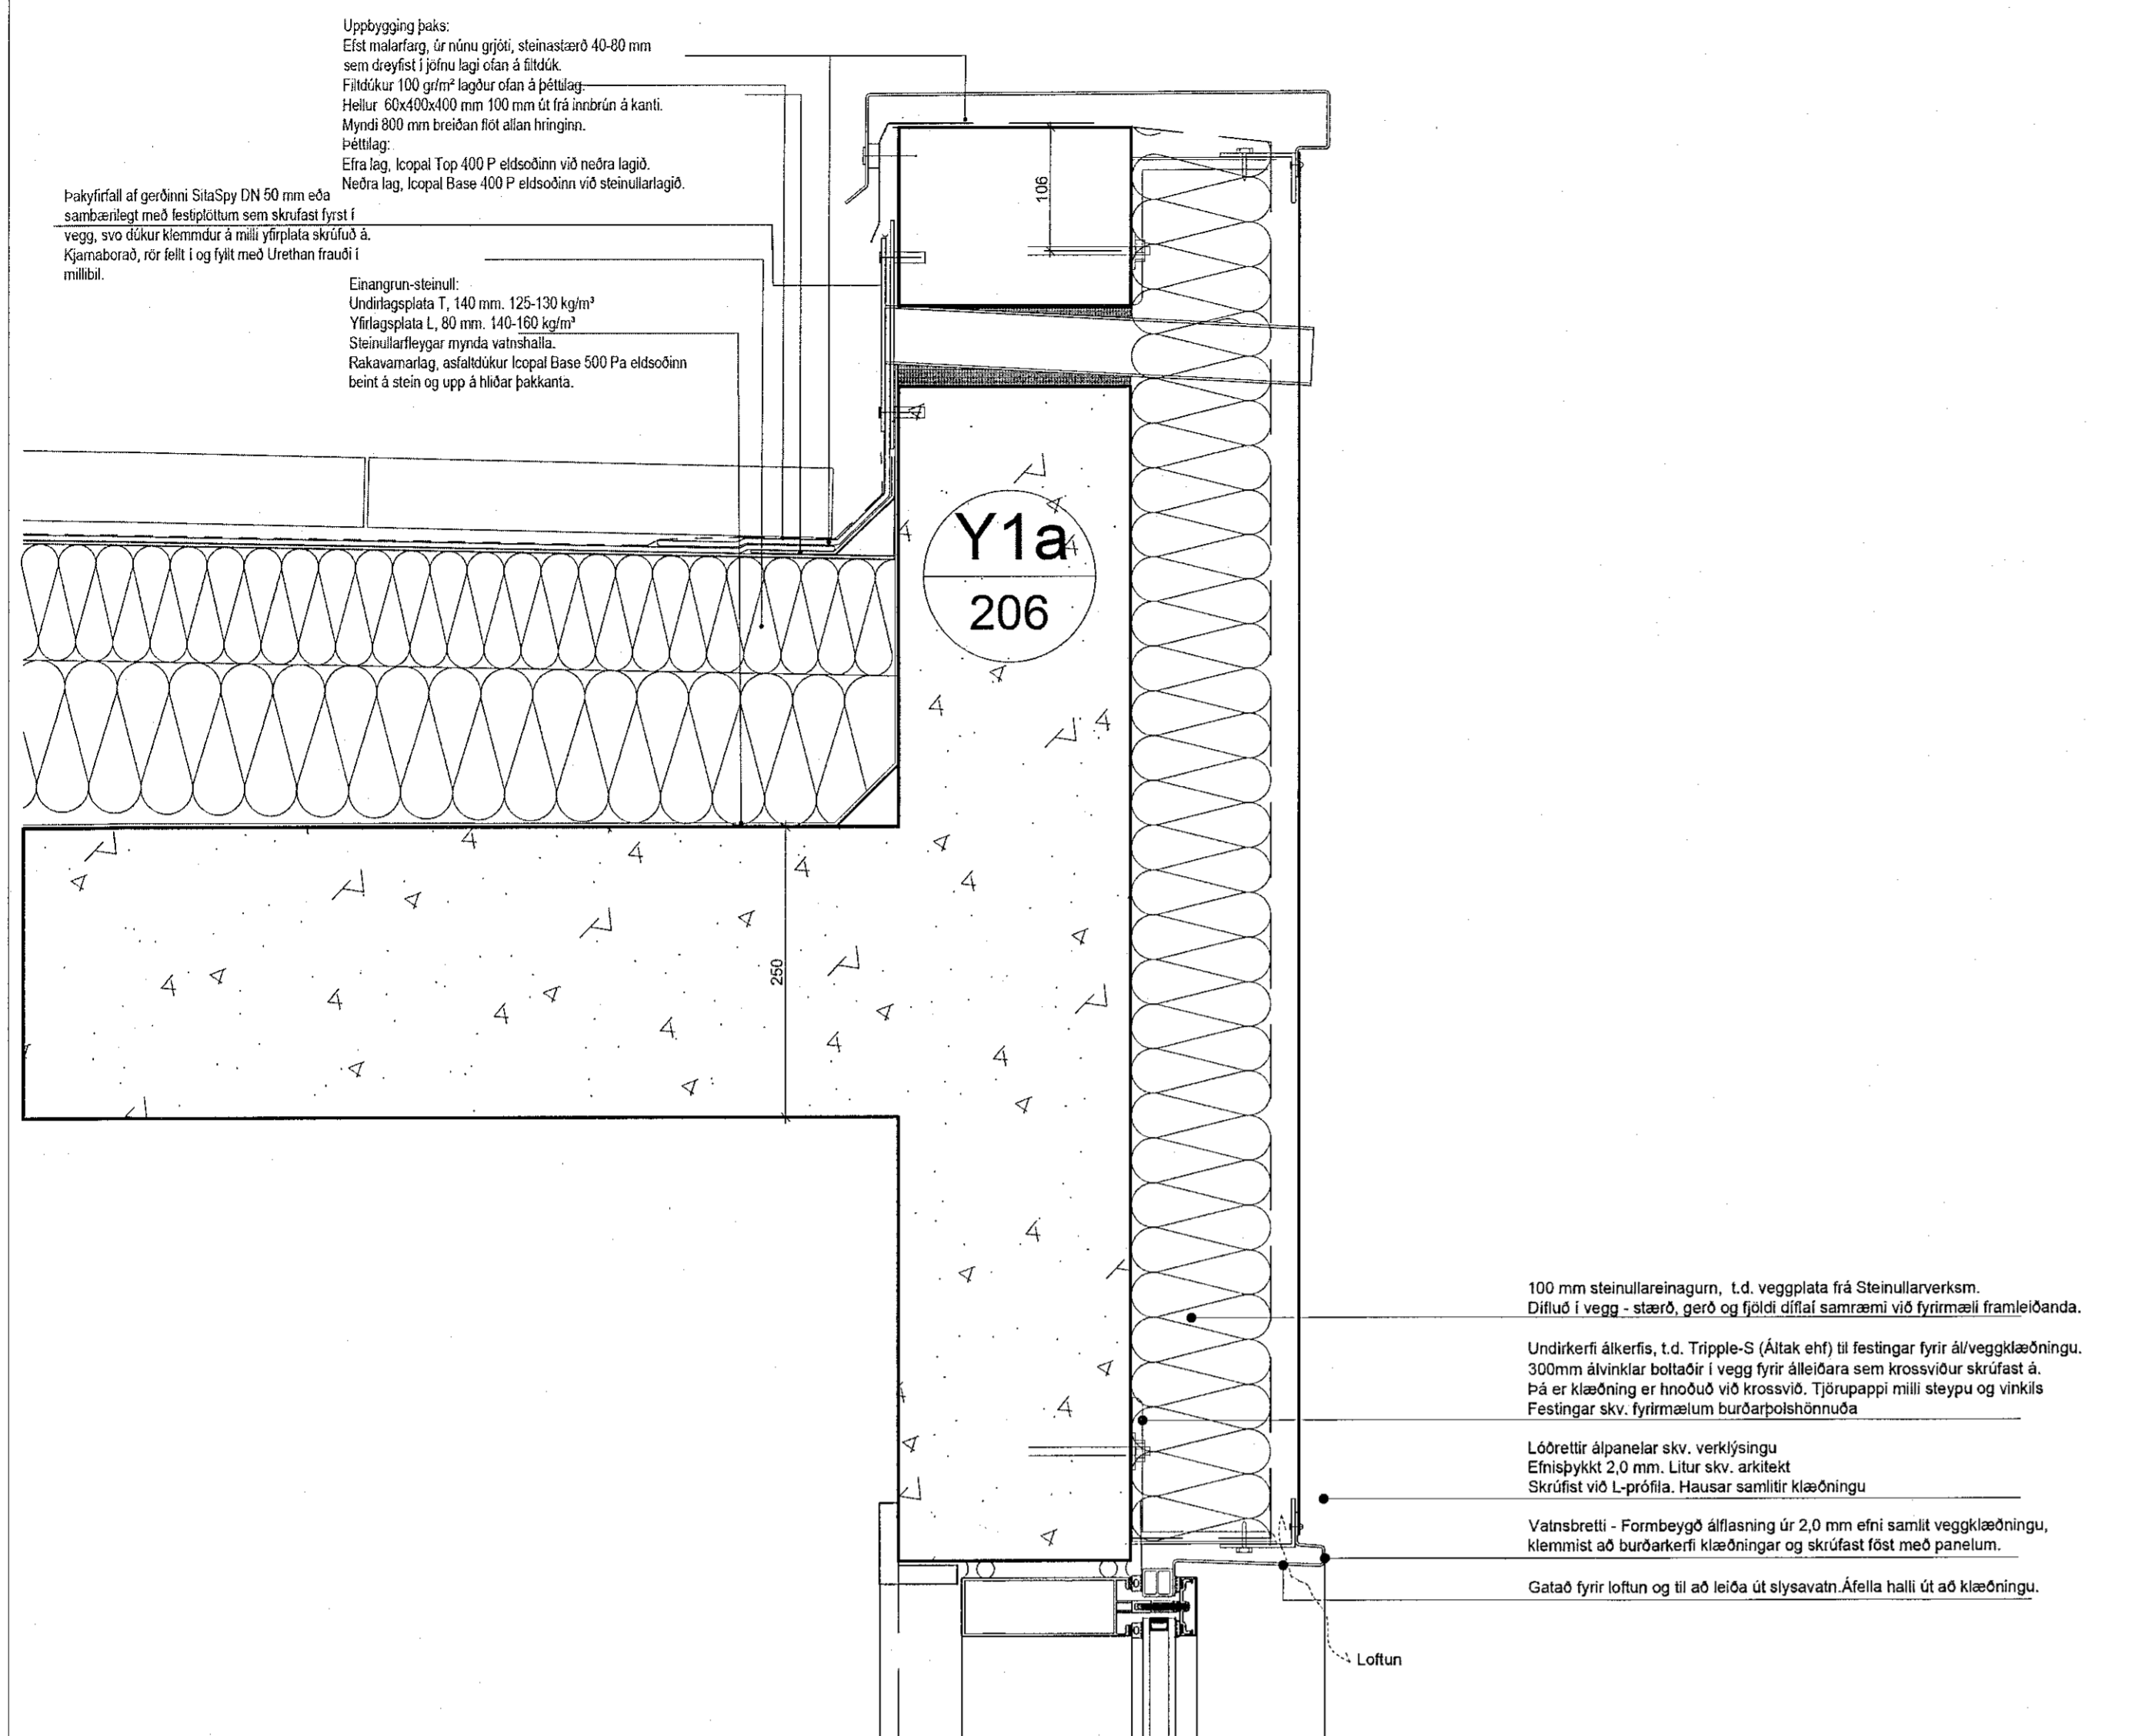 Uppbygging þaks:
Efst malarfarg, úr núnu grjóti, steinastærð 40-80 mm
sem dreyfist í jöfnu lagi ofan á filtdúk.
Filtdúkur 100 gr/m² lagður ofan á þéttilag.
Hellur 60x400x400 mm 100 mm út frá innbrún á kanti.
Myndi 800 mm breiðan flöt allan hringinn.
Þéttilag:
Efra lag, Icopal Top 400 P eldsoðinn við neðra lagið.
Neðra lag, Icopal Base 400 P eldsoðinn við steinullarlagið.
Þakyfirfall af gerðinni SitaSpy DN 50 mm eða
sambærilegt með festiplöttum sem skrufast fyrst í
vegg, svo dúkur klemmdur á milli yfirplata skrúfuð á.
Kjarnaborað, rör fellt í og fyllt með Urethan frauði í
millibil.
Einangrun-steinull:
Undirlagsplata T, 140 mm. 125-130 kg/m³
Yfirlagsplata L, 80 mm. 140-160 kg/m³
Steinullarfleygar mynda vatnshalla.
Rakavarnarlag, asfaltdúkur Icopal Base 500 Pa eldsoðinn
beint á stein og upp á hliðar þakkanta.
106
Y1a
206
250
100 mm steinullareinagurn, t.d. veggplata frá Steinullarverksm.
Dífluð í vegg - stærð, gerð og fjöldi díflaí samræmi við fyrirmæli framleiðanda.
Undirkerfi álkerfis, t.d. Tripple-S (Áltak ehf) til festingar fyrir ál/veggklæðningu.
300mm álvinklar boltaðir í vegg fyrir álleiðara sem krossviður skrúfast á.
Þá er klæðning er hnoðuð við krossvið. Tjörupappi milli steypu og vinkils
Festingar skv. fyrirmælum burðarþolshönnuða
Lóðrettir álpanelar skv. verklýsingu
Efnisþykkt 2,0 mm. Litur skv. arkitekt
Skrúfist við L-prófíla. Hausar samlitir klæðningu
Vatnsbretti - Formbeygð álflasning úr 2,0 mm efni samlit veggklæðningu,
klemmist að burðarkerfi klæðningar og skrúfast föst með panelum.
Gatað fyrir loftun og til að leiða út slysavatn.Áfella halli út að klæðningu.
Loftun